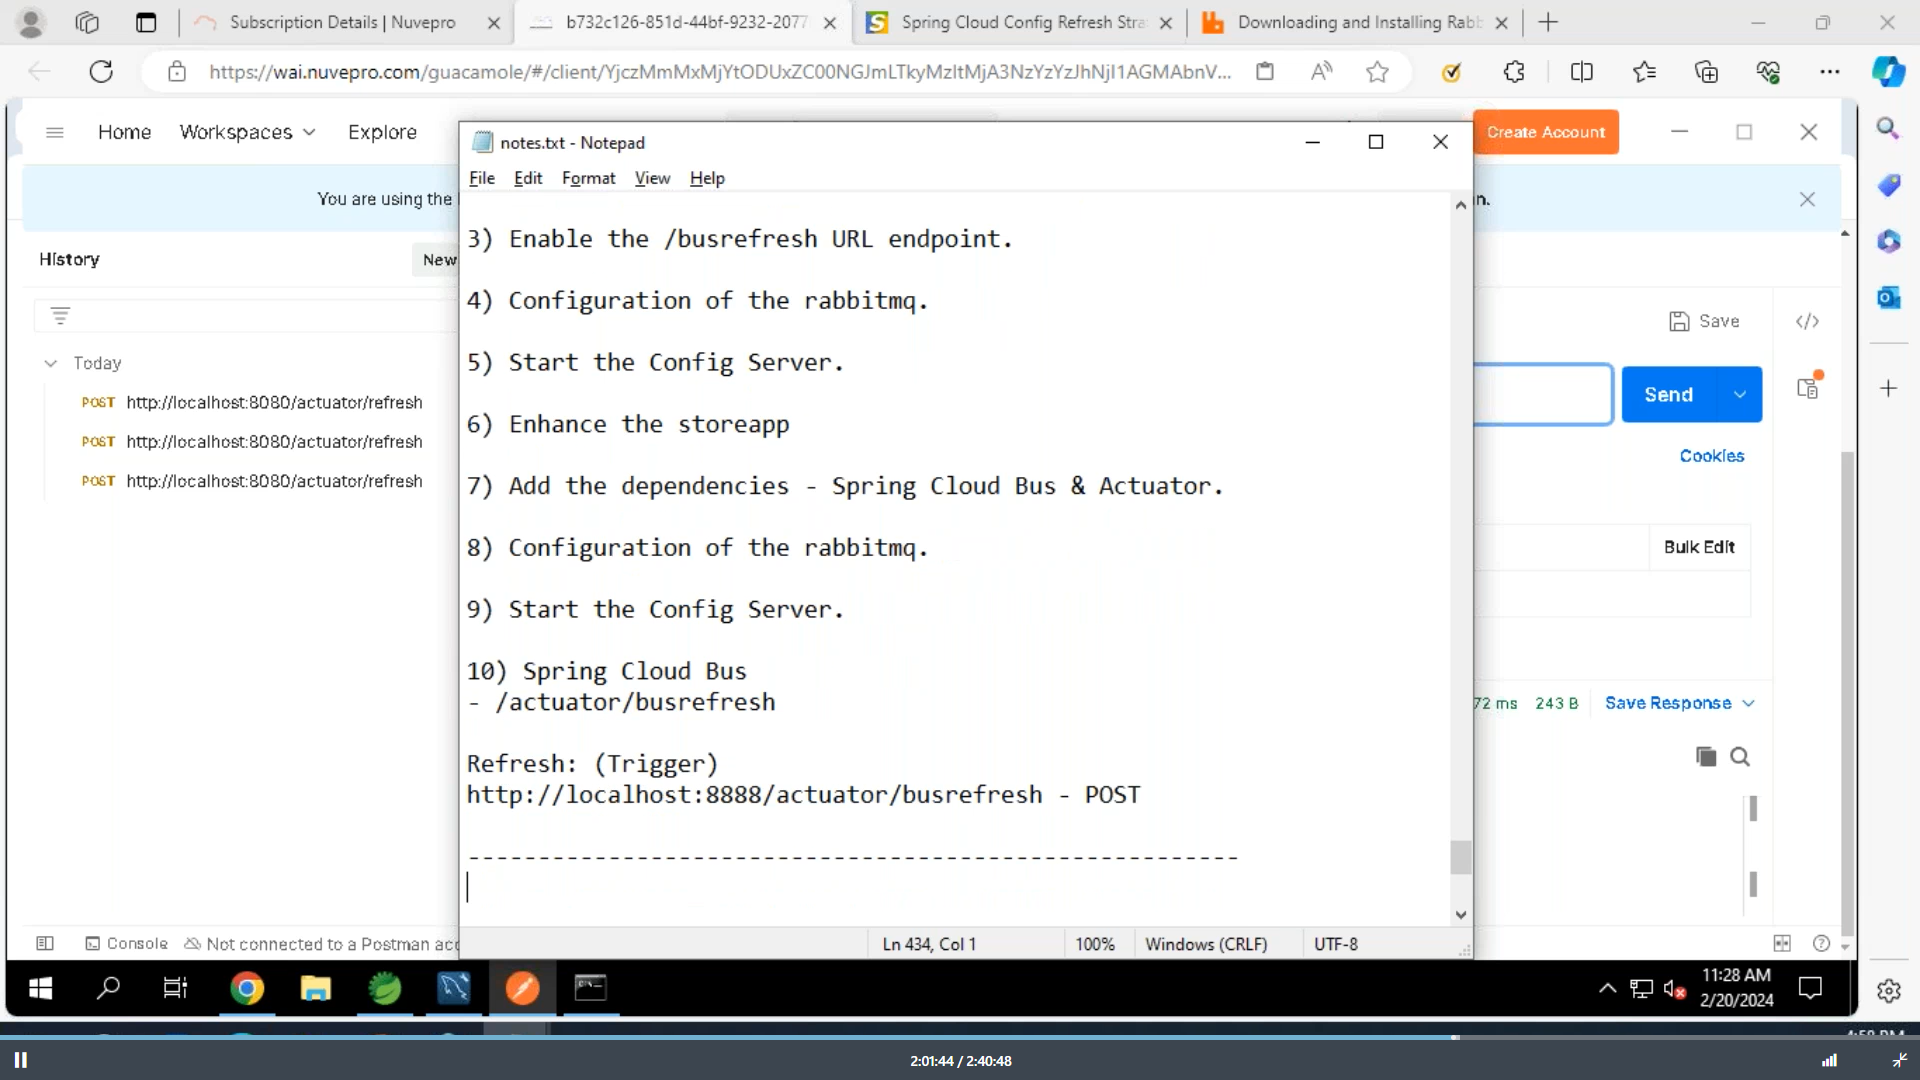 Subscription Details | Nuvepro
b732c126-851d-44bf-9232-2077
Spring Cloud Config Refresh Stra
Downloading and Installing Rabb
https://wai.nuvepro.com/guacamole/#/client/YjczMmMxMjYtODUxZC00NGJmLTkyMzItMjA3NzYzYzJhNjI1AGMAbnV...
Home
Workspaces
Explore
Create Account
You are using the
n.
History
New
Today
POST http://localhost:8080/actuator/refresh
POST http://localhost:8080/actuator/refresh
POST http://localhost:8080/actuator/refresh
notes.txt - Notepad
File Edit Format View Help
3) Enable the /busrefresh URL endpoint.
4) Configuration of the rabbitmq.
5) Start the Config Server.
6) Enhance the storeapp
7) Add the dependencies - Spring Cloud Bus & Actuator.
8) Configuration of the rabbitmq.
9) Start the Config Server.
10) Spring Cloud Bus
- /actuator/busrefresh
Refresh: (Trigger)
http://localhost:8888/actuator/busrefresh - POST
-------------------------------------------------------
Ln 434, Col 1
100%
Windows (CRLF)
UTF-8
Save
Send
Cookies
Bulk Edit
72 ms 243 B Save Response
Console
Not connected to a Postman acc
11:28 AM
2/20/2024
2:01:44 / 2:40:48